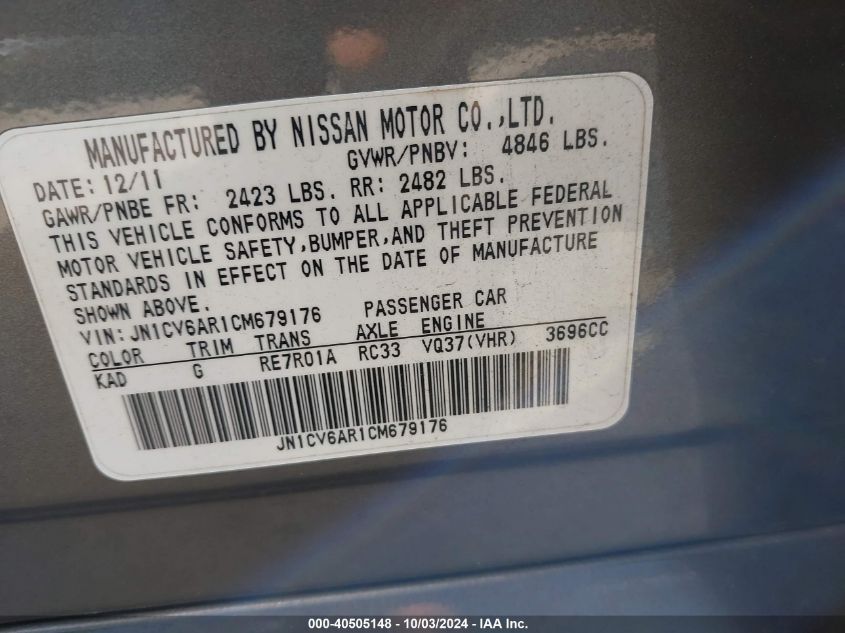 MANUFACTURED BY NISSAN MOTOR CO.,LTD.
DATE: 12/11 GVWR/PNBV: 4846 LBS.
GAWR/PNBE FR: 2423 LBS. RR: 2482 LBS.
THIS VEHICLE CONFORMS TO ALL APPLICABLE FEDERAL
MOTOR VEHICLE SAFETY,BUMPER,AND THEFT PREVENTION
STANDARDS IN EFFECT ON THE DATE OF MANUFACTURE
SHOWN ABOVE.
VIN: JN1CV6AR1CM679176 PASSENGER CAR
COLOR TRIM TRANS AXLE ENGINE
KAD G RE7R01A RC33 VQ37(VHR) 3696CC
JN1CV6AR1CM679176
000-40505148 - 10/03/2024 - IAA Inc.